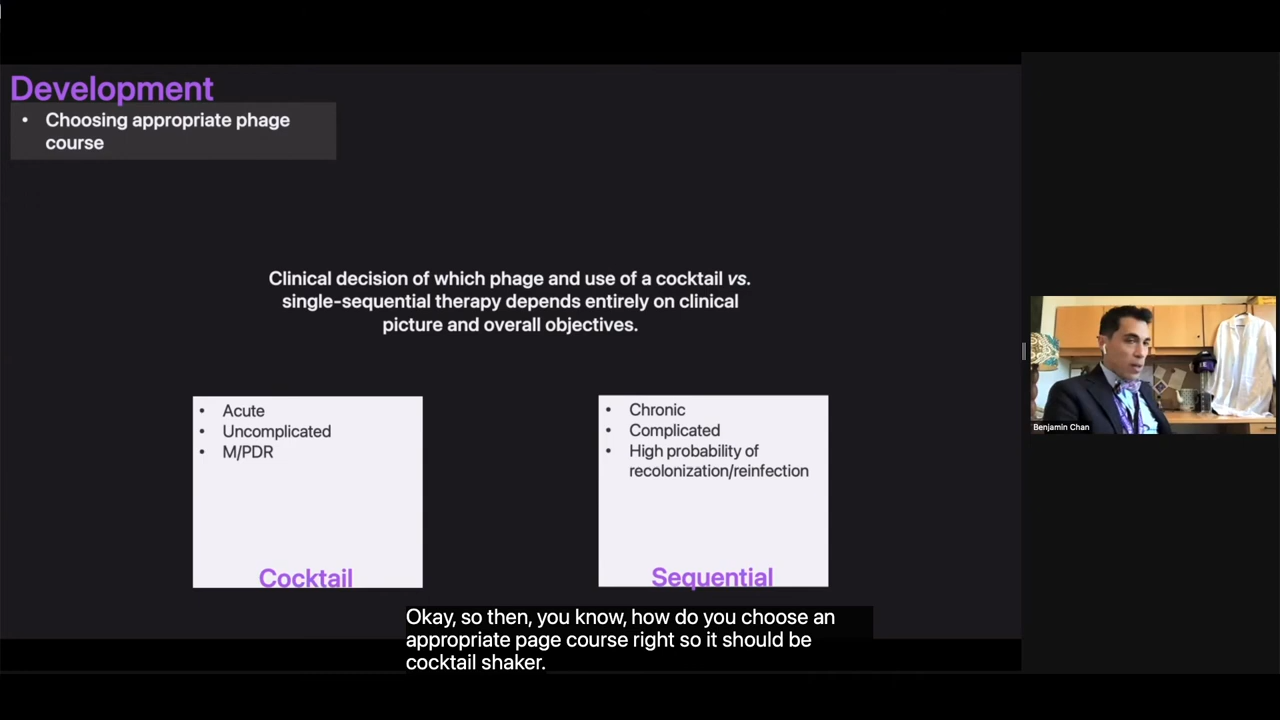 Development
• Choosing appropriate phage
course
Clinical decision of which phage and use of a cocktail vs.
single-sequential therapy depends entirely on clinical
picture and overall objectives.
• Acute
• Uncomplicated
• M/PDR
Cocktail
• Chronic
• Complicated
• High probability of
recolonization/reinfection
Sequential
Benjamin Chan
Okay, so then, you know, how do you choose an
appropriate page course right so it should be
cocktail shaker.